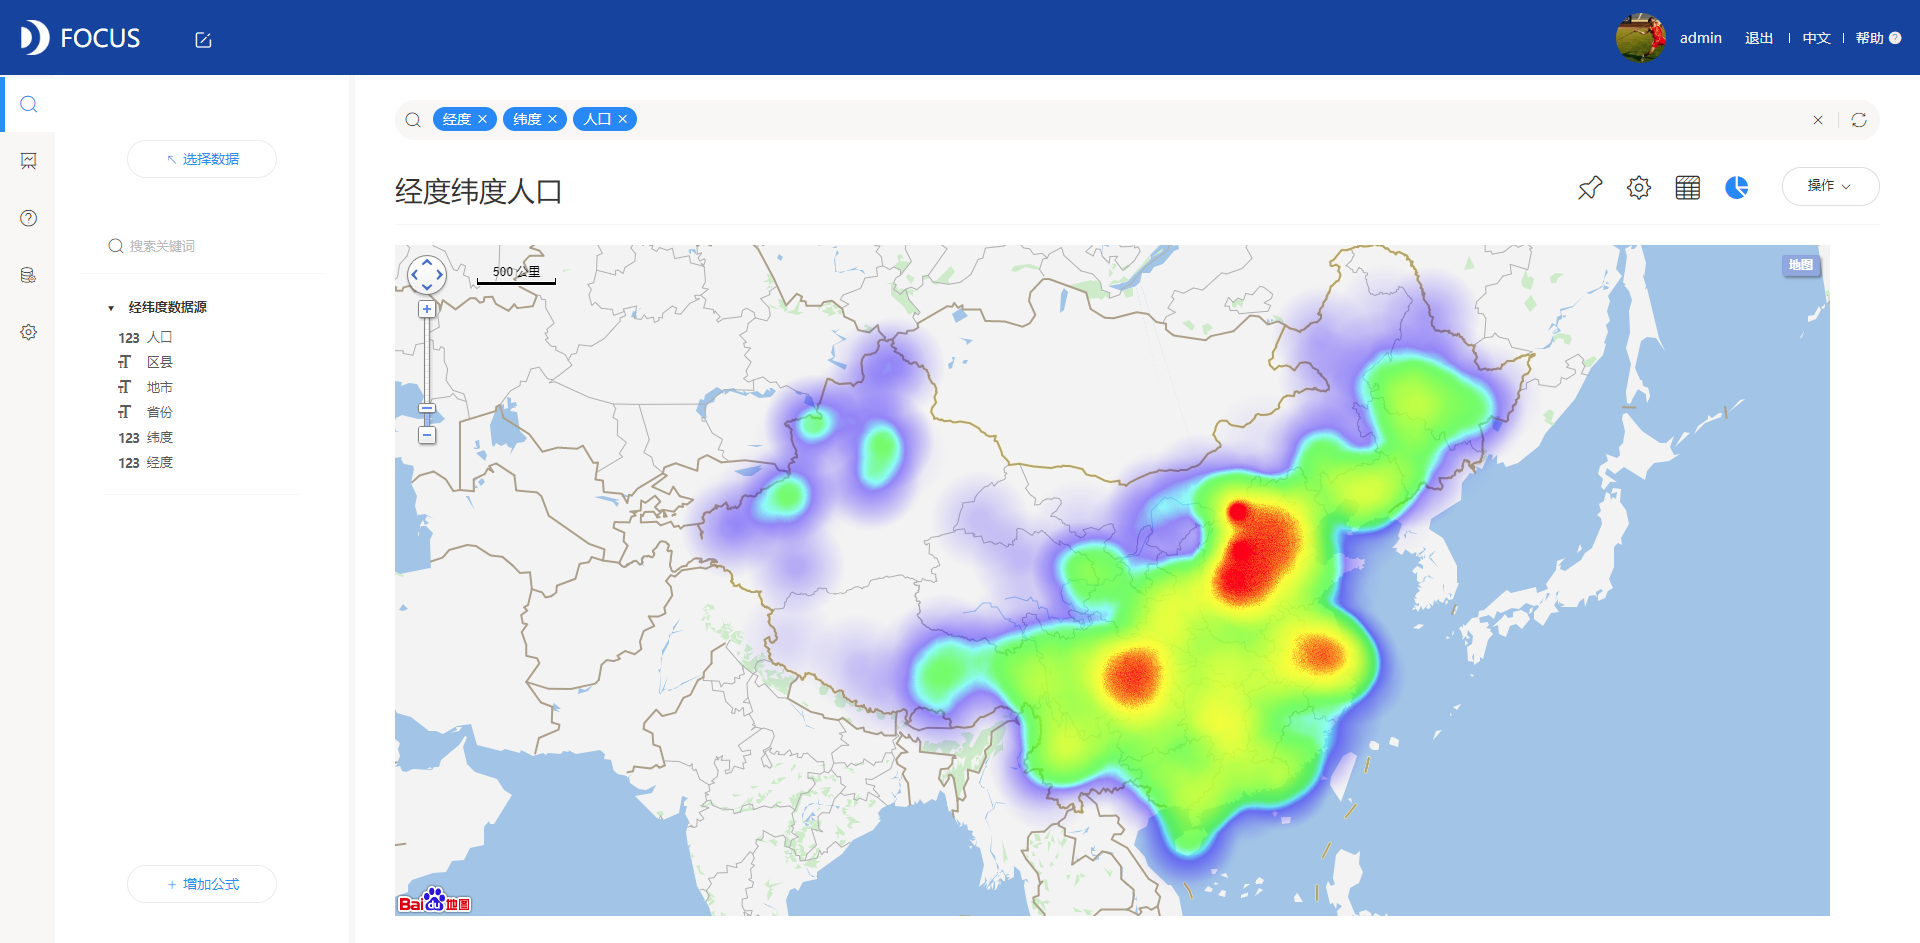 FOCUS
admin 退出 中文 帮助 ?
经度 × 纬度 × 人口 ×
选择数据
经度纬度人口
操作
搜索关键词
500 公里
地图
经纬度数据源
123 人口
T 区县
T 地市
T 省份
123 纬度
123 经度
+ 增加公式
Bai du 地图